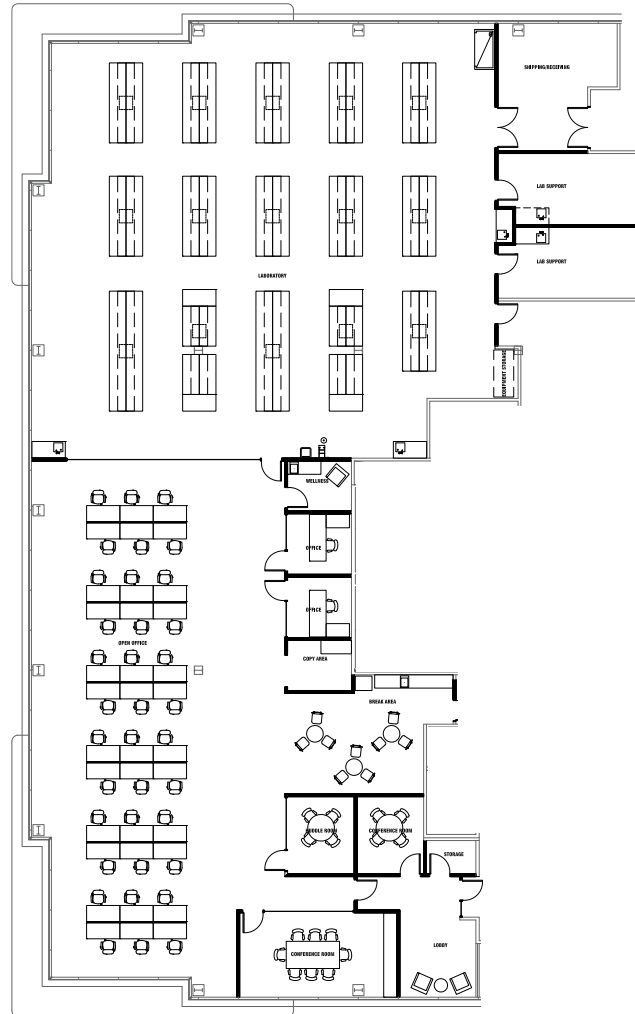 SHIPPING/RECEIVING
LAB SUPPORT
LABORATORY
LAB SUPPORT
EQUIPMENT STORAGE
WELLNESS
OFFICE
OFFICE
OPEN OFFICE
COPY AREA
BREAK AREA
HUDDLE ROOM
CONFERENCE ROOM
STORAGE
LOBBY
CONFERENCE ROOM